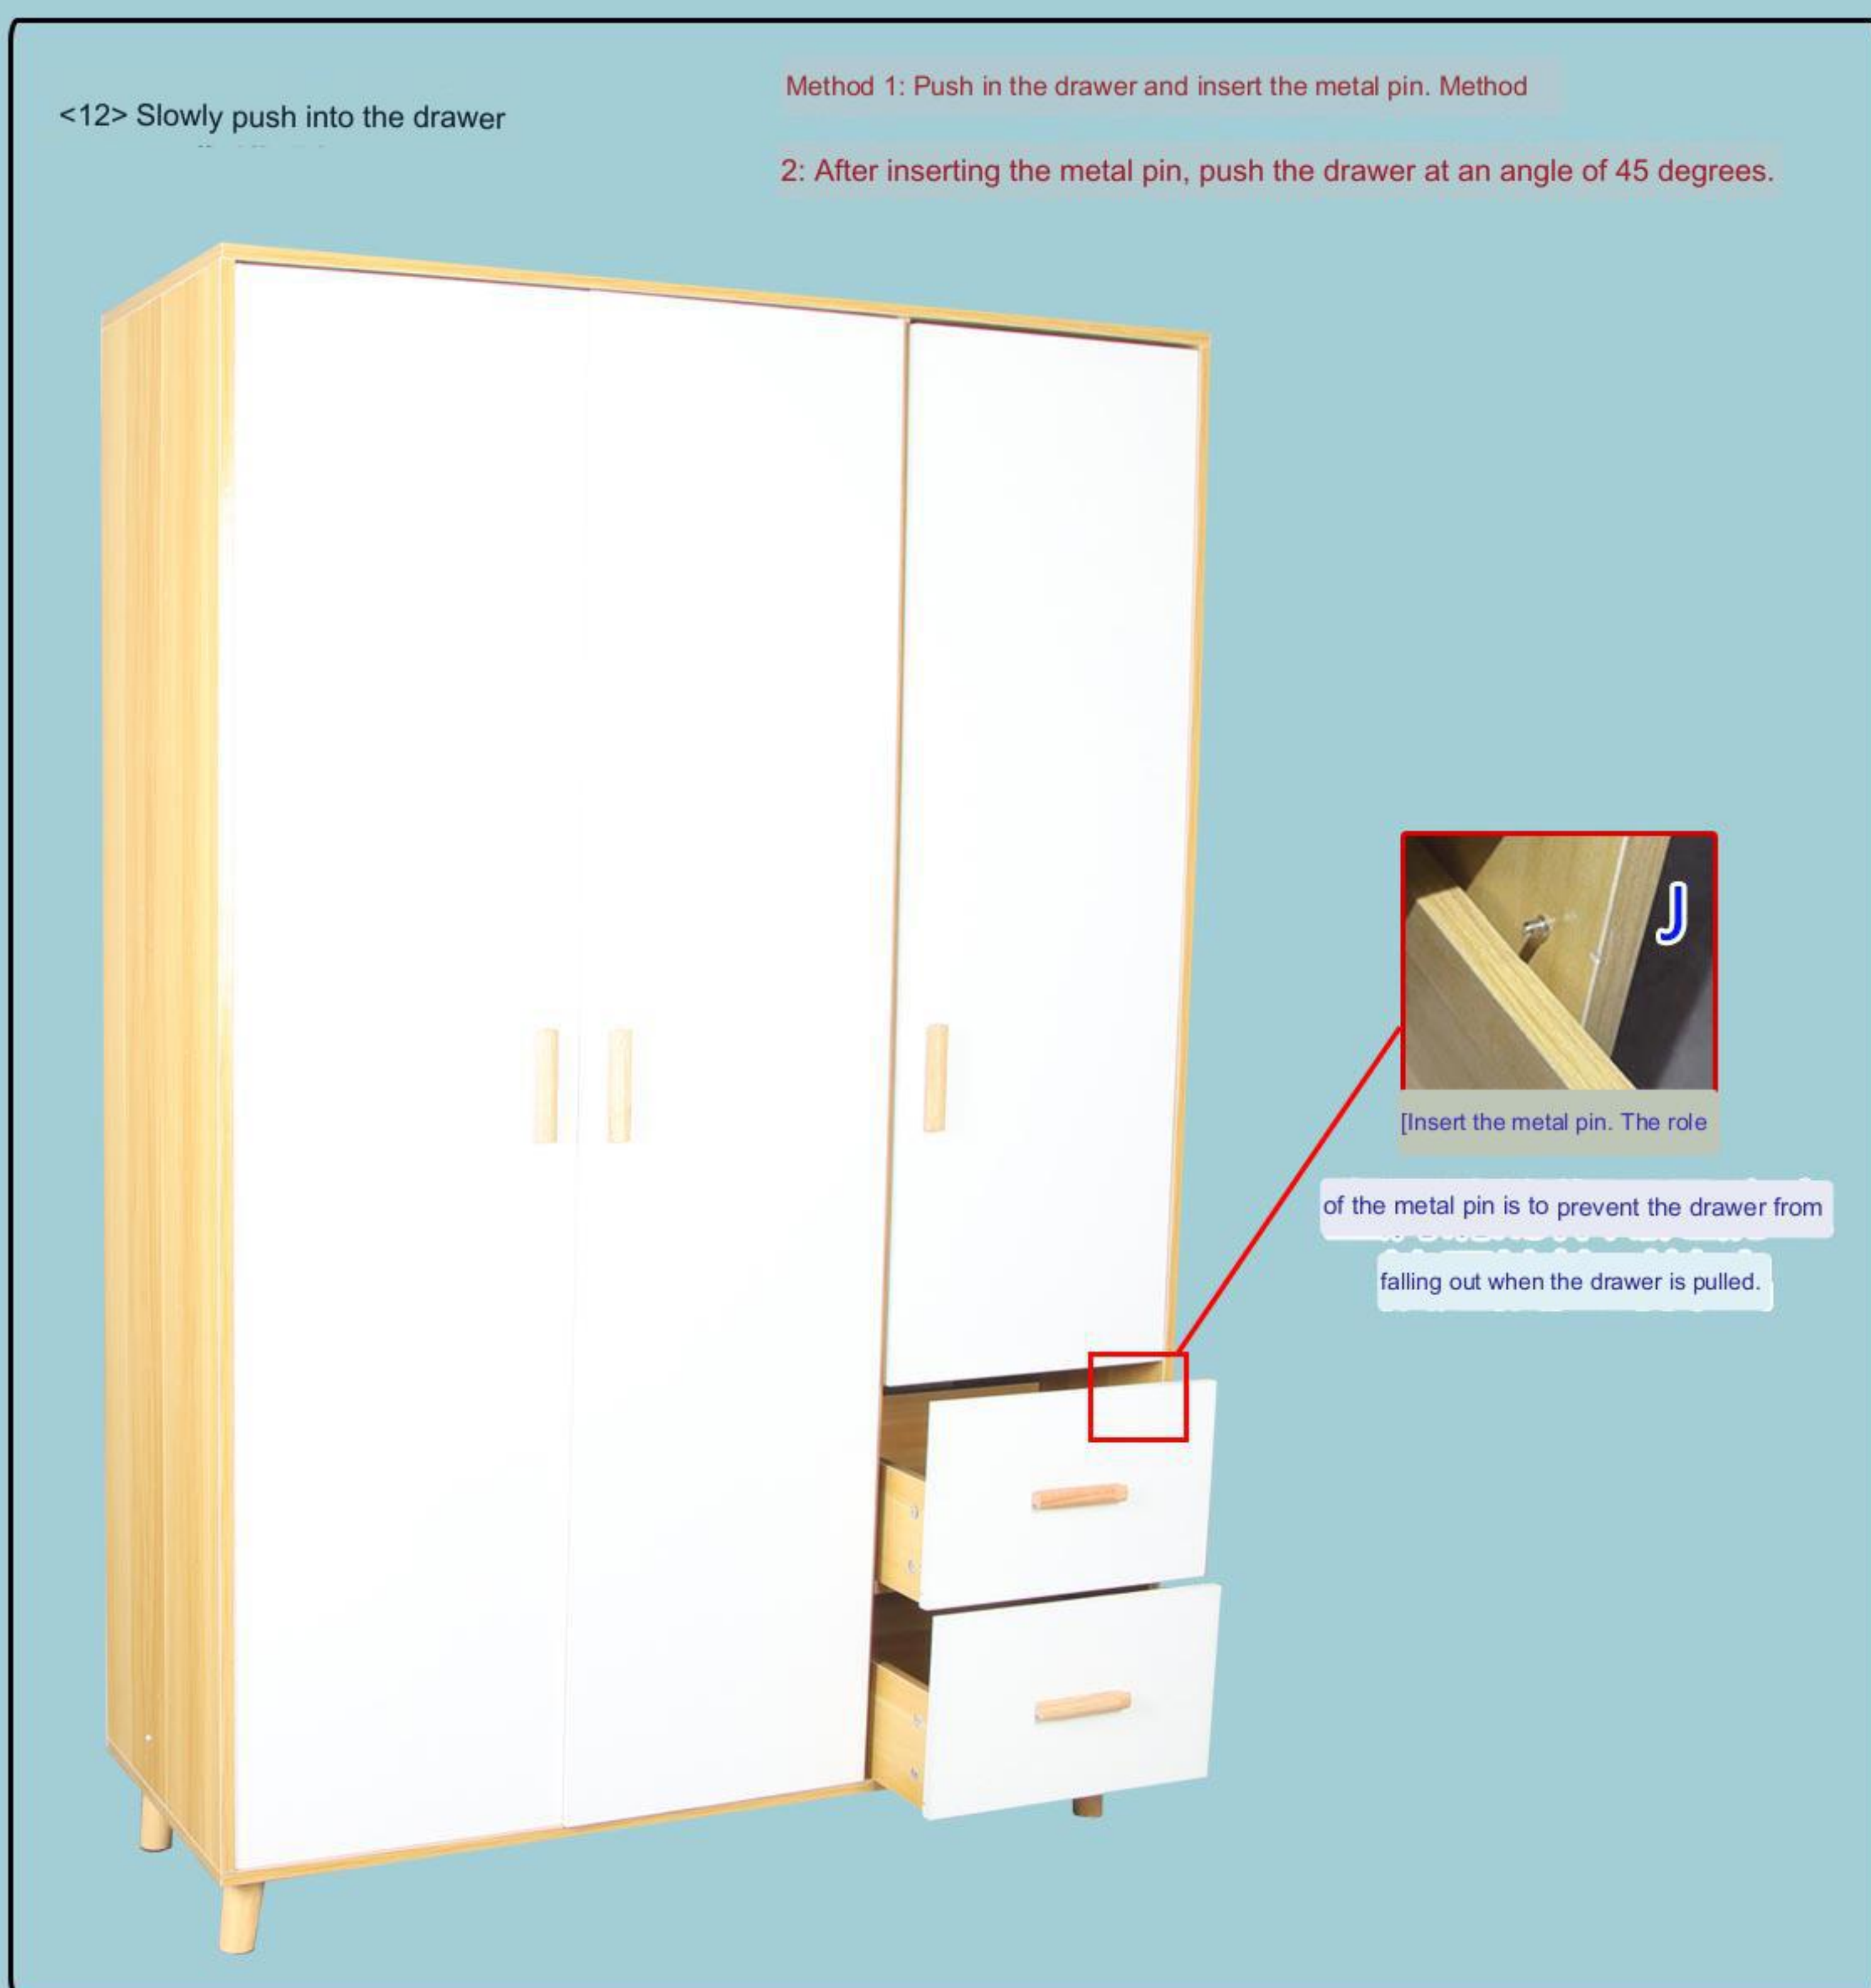 <12> Slowly push into the drawer
Method 1: Push in the drawer and insert the metal pin. Method
2: After inserting the metal pin, push the drawer at an angle of 45 degrees.
J
[Insert the metal pin. The role
of the metal pin is to prevent the drawer from
falling out when the drawer is pulled.